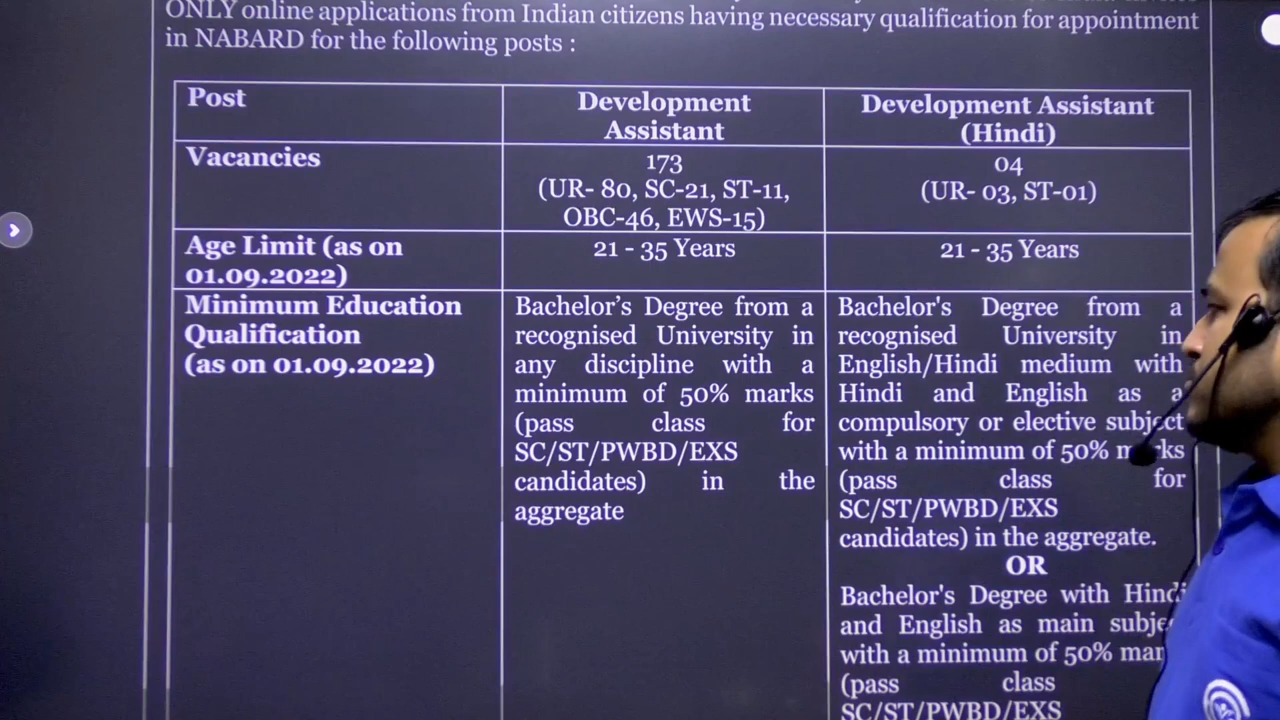 ONLY online applications from Indian citizens having necessary qualification for appointment
in NABARD for the following posts :
Post
Development
Assistant
Development Assistant
(Hindi)
Vacancies
173
(UR- 80, SC-21, ST-11,
OBC-46, EWS-15)
04
(UR- 03, ST-01)
Age Limit (as on
01.09.2022)
21 - 35 Years
21 - 35 Years
Minimum Education
Qualification
(as on 01.09.2022)
Bachelor’s Degree from a
recognised University in
any discipline with a
minimum of 50% marks
(pass class for
SC/ST/PWBD/EXS
candidates) in the
aggregate
Bachelor's Degree from a
recognised University in
English/Hindi medium with
Hindi and English as a
compulsory or elective subject
with a minimum of 50% marks
(pass class for
SC/ST/PWBD/EXS
candidates) in the aggregate.
OR
Bachelor's Degree with Hindi
and English as main subje
with a minimum of 50% mar
(pass class
SC/ST/PWBD/EXS